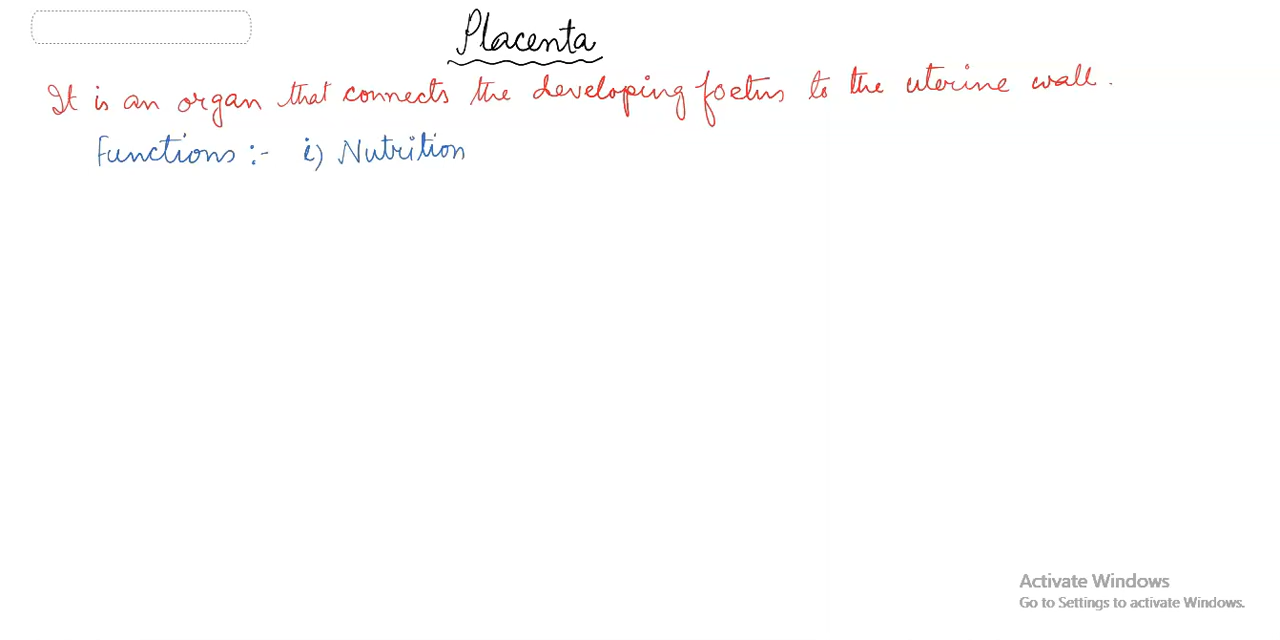 Placenta
It is an organ that connects the developing foetus to the uterine wall.
Functions :- i) Nutrition
Activate Windows
Go to Settings to activate Windows.